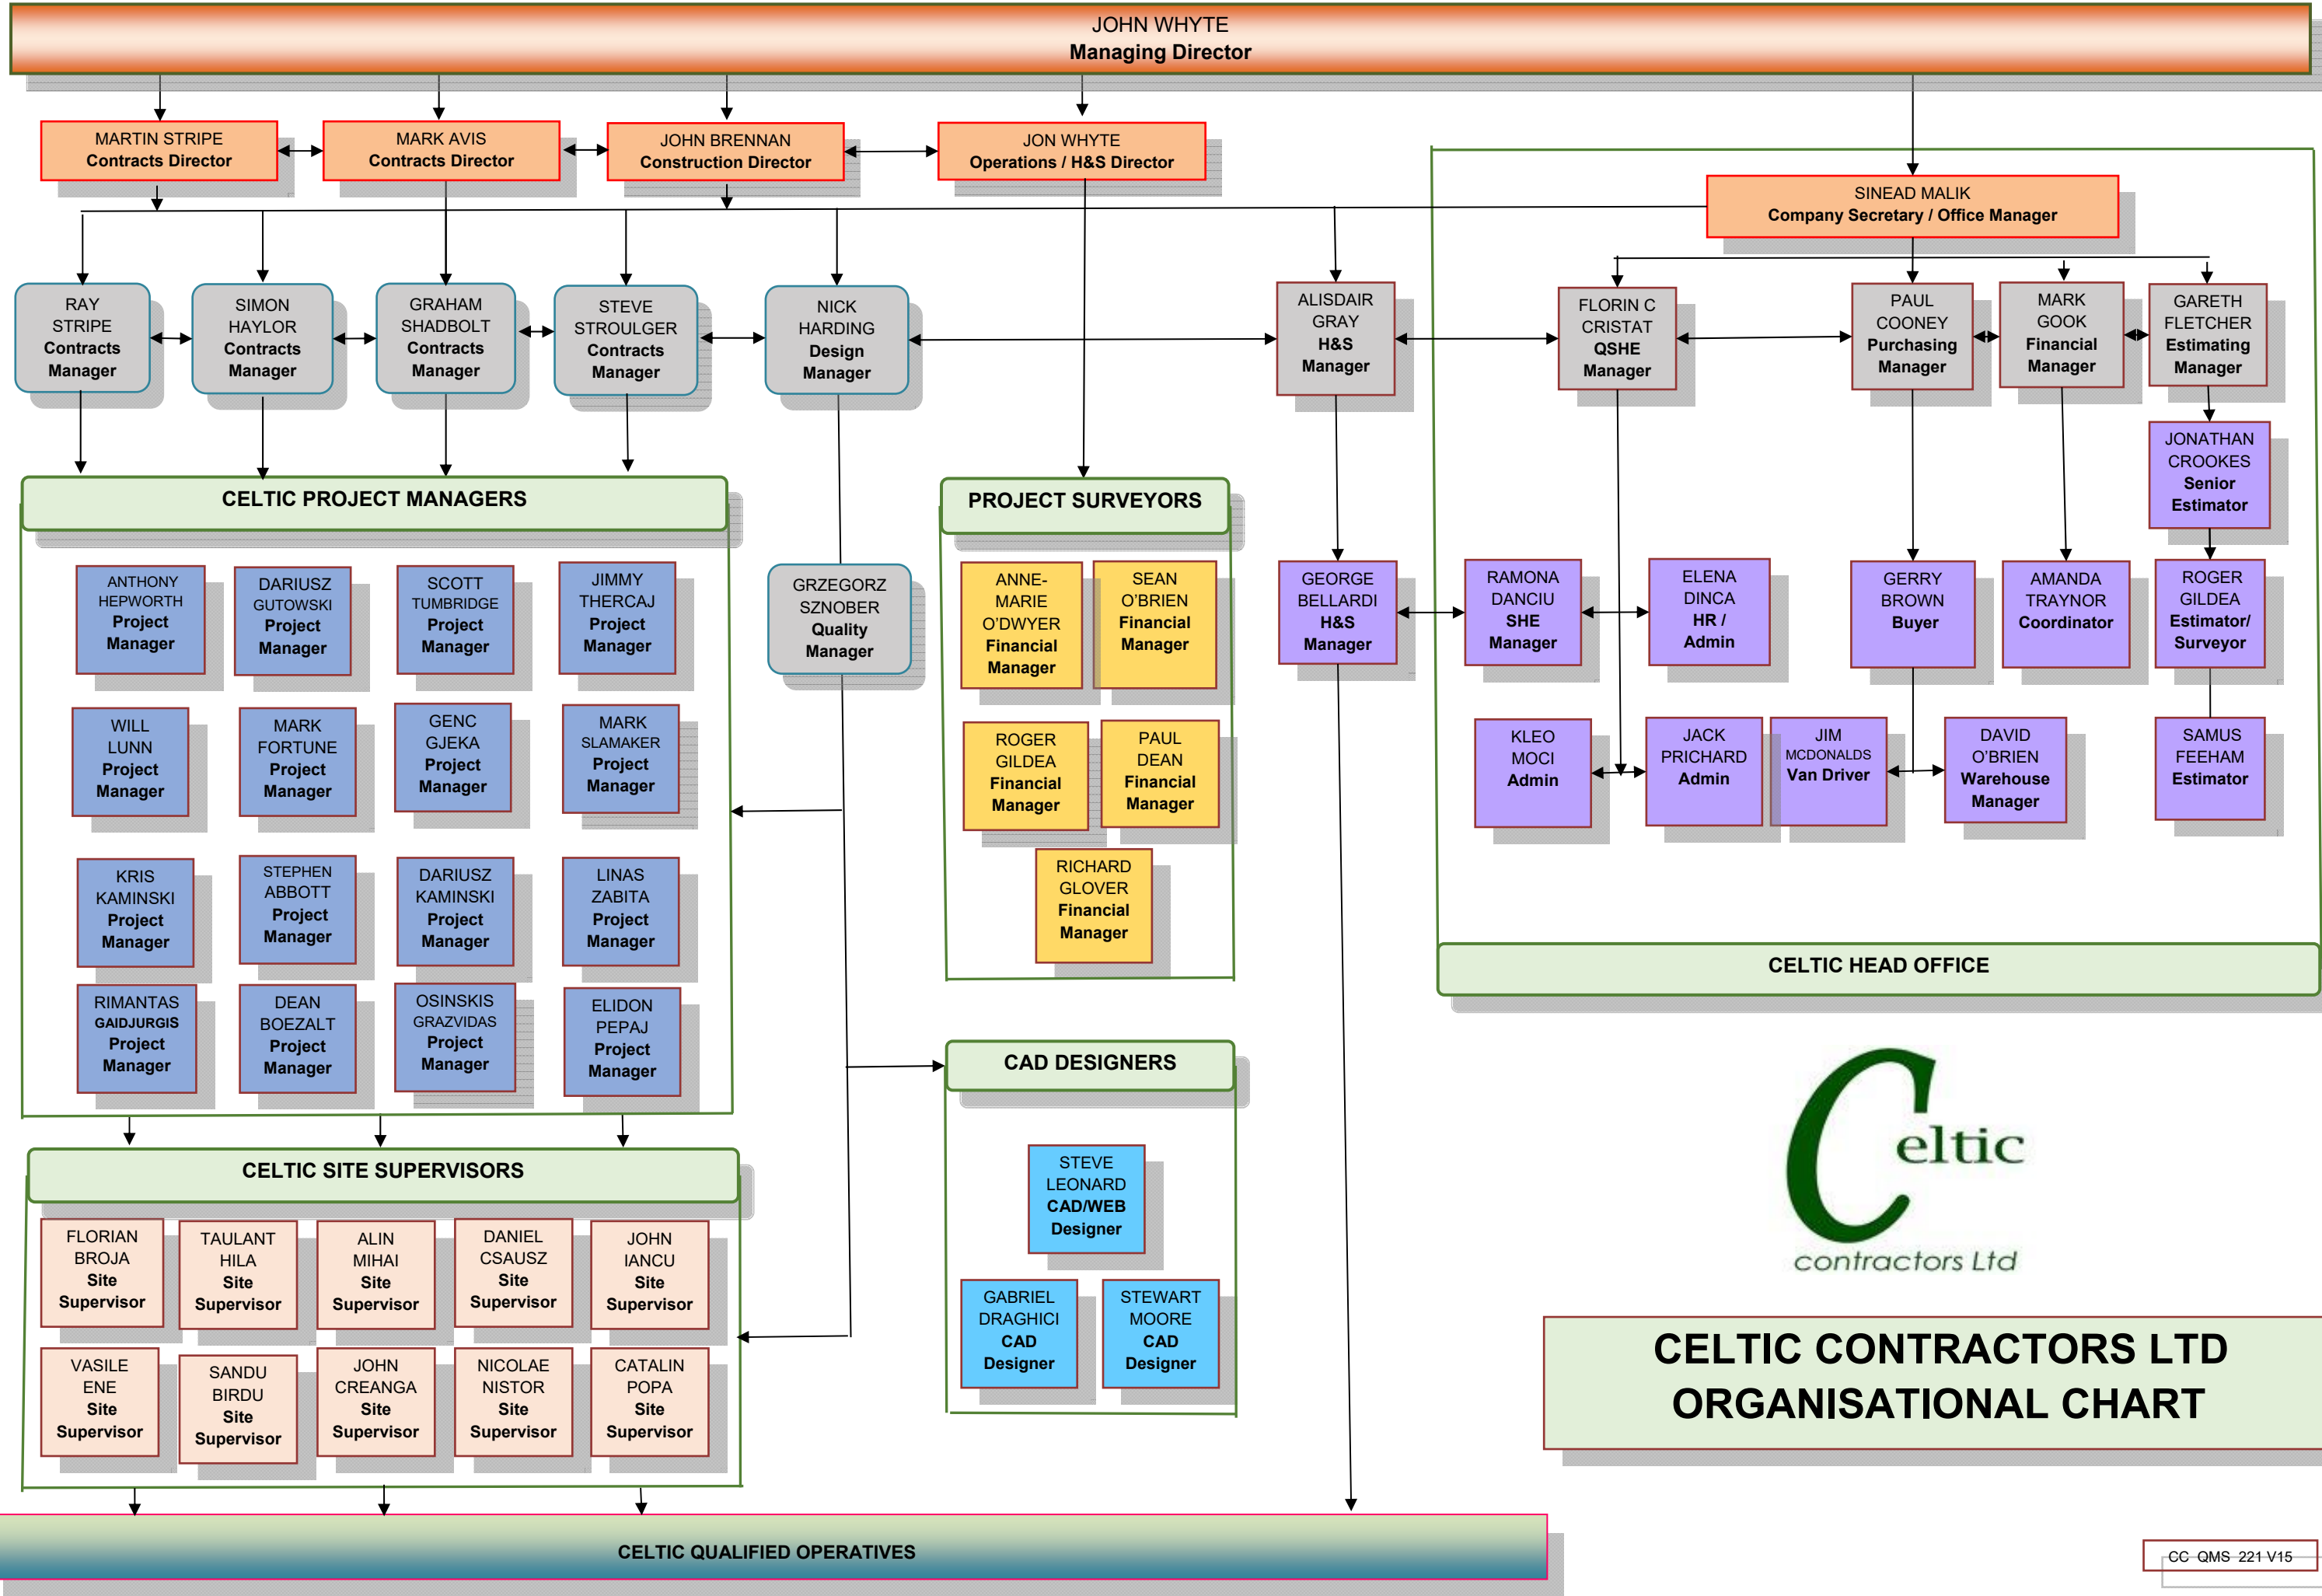 JOHN WHYTE
Managing Director
MARTIN STRIPE
Contracts Director
MARK AVIS
Contracts Director
JOHN BRENNAN
Construction Director
JON WHYTE
Operations / H&S Director
SINEAD MALIK
Company Secretary / Office Manager
RAY
STRIPE
Contracts
Manager
SIMON
HAYLOR
Contracts
Manager
GRAHAM
SHADBOLT
Contracts
Manager
STEVE
STROULGER
Contracts
Manager
NICK
HARDING
Design
Manager
ALISDAIR
GRAY
H&S
Manager
FLORIN C
CRISTAT
QSHE
Manager
PAUL
COONEY
Purchasing
Manager
MARK
GOOK
Financial
Manager
GARETH
FLETCHER
Estimating
Manager
JONATHAN
CROOKES
Senior
Estimator
CELTIC PROJECT MANAGERS
PROJECT SURVEYORS
ANTHONY
HEPWORTH
Project
Manager
DARIUSZ
GUTOWSKI
Project
Manager
SCOTT
TUMBRIDGE
Project
Manager
JIMMY
THERCAJ
Project
Manager
GRZEGORZ
SZNOBER
Quality
Manager
ANNE-
MARIE
O'DWYER
Financial
Manager
SEAN
O'BRIEN
Financial
Manager
GEORGE
BELLARDI
H&S
Manager
RAMONA
DANCIU
SHE
Manager
ELENA
DINCA
HR /
Admin
GERRY
BROWN
Buyer
AMANDA
TRAYNOR
Coordinator
ROGER
GILDEA
Estimator/
Surveyor
WILL
LUNN
Project
Manager
MARK
FORTUNE
Project
Manager
GENC
GJEKA
Project
Manager
MARK
SLAMAKER
Project
Manager
ROGER
GILDEA
Financial
Manager
PAUL
DEAN
Financial
Manager
KLEO
MOCI
Admin
JACK
PRICHARD
Admin
JIM
MCDONALDS
Van Driver
DAVID
O'BRIEN
Warehouse
Manager
SAMUS
FEEHAM
Estimator
KRIS
KAMINSKI
Project
Manager
STEPHEN
ABBOTT
Project
Manager
DARIUSZ
KAMINSKI
Project
Manager
LINAS
ZABITA
Project
Manager
RICHARD
GLOVER
Financial
Manager
CELTIC HEAD OFFICE
RIMANTAS
GAIDJURGIS
Project
Manager
DEAN
BOEZALT
Project
Manager
OSINSKIS
GRAZVIDAS
Project
Manager
ELIDON
PEPAJ
Project
Manager
CAD DESIGNERS
STEVE
LEONARD
CAD/WEB
Designer
GABRIEL
DRAGHICI
CAD
Designer
STEWART
MOORE
CAD
Designer
Celtic
contractors Ltd
CELTIC SITE SUPERVISORS
FLORIAN
BROJA
Site
Supervisor
TAULANT
HILA
Site
Supervisor
ALIN
MIHAI
Site
Supervisor
DANIEL
CSAUSZ
Site
Supervisor
JOHN
IANCU
Site
Supervisor
VASILE
ENE
Site
Supervisor
SANDU
BIRDU
Site
Supervisor
JOHN
CREANGA
Site
Supervisor
NICOLAE
NISTOR
Site
Supervisor
CATALIN
POPA
Site
Supervisor
CELTIC CONTRACTORS LTD
ORGANISATIONAL CHART
CELTIC QUALIFIED OPERATIVES
CC QMS 221 V15